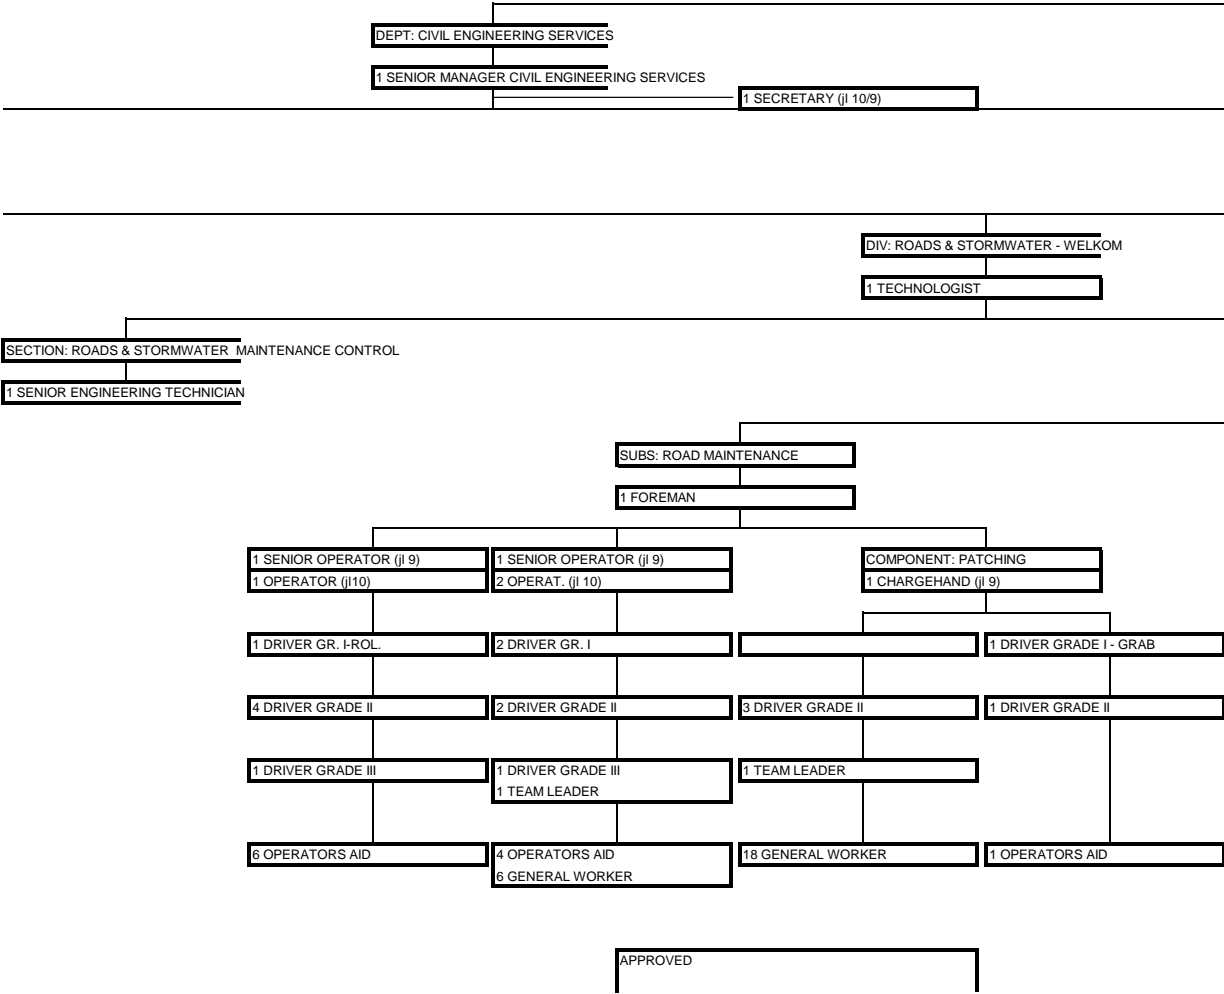 DEPT: CIVIL ENGINEERING SERVICES
1 SENIOR MANAGER CIVIL ENGINEERING SERVICES
1 SECRETARY (jl 10/9)
DIV: ROADS & STORMWATER - WELKOM
1 TECHNOLOGIST
SECTION: ROADS & STORMWATER MAINTENANCE CONTROL
1 SENIOR ENGINEERING TECHNICIAN
SUBS: ROAD MAINTENANCE
1 FOREMAN
1 SENIOR OPERATOR (jl 9)
1 SENIOR OPERATOR (jl 9)
COMPONENT: PATCHING
1 OPERATOR (jl10)
2 OPERAT. (jl 10)
1 CHARGEHAND (jl 9)
1 DRIVER GR. I-ROL.
2 DRIVER GR. I
1 DRIVER GRADE I - GRAB
4 DRIVER GRADE II
2 DRIVER GRADE II
3 DRIVER GRADE II
1 DRIVER GRADE II
1 DRIVER GRADE III
1 DRIVER GRADE III
1 TEAM LEADER
1 TEAM LEADER
6 OPERATORS AID
4 OPERATORS AID
18 GENERAL WORKER
1 OPERATORS AID
6 GENERAL WORKER
APPROVED